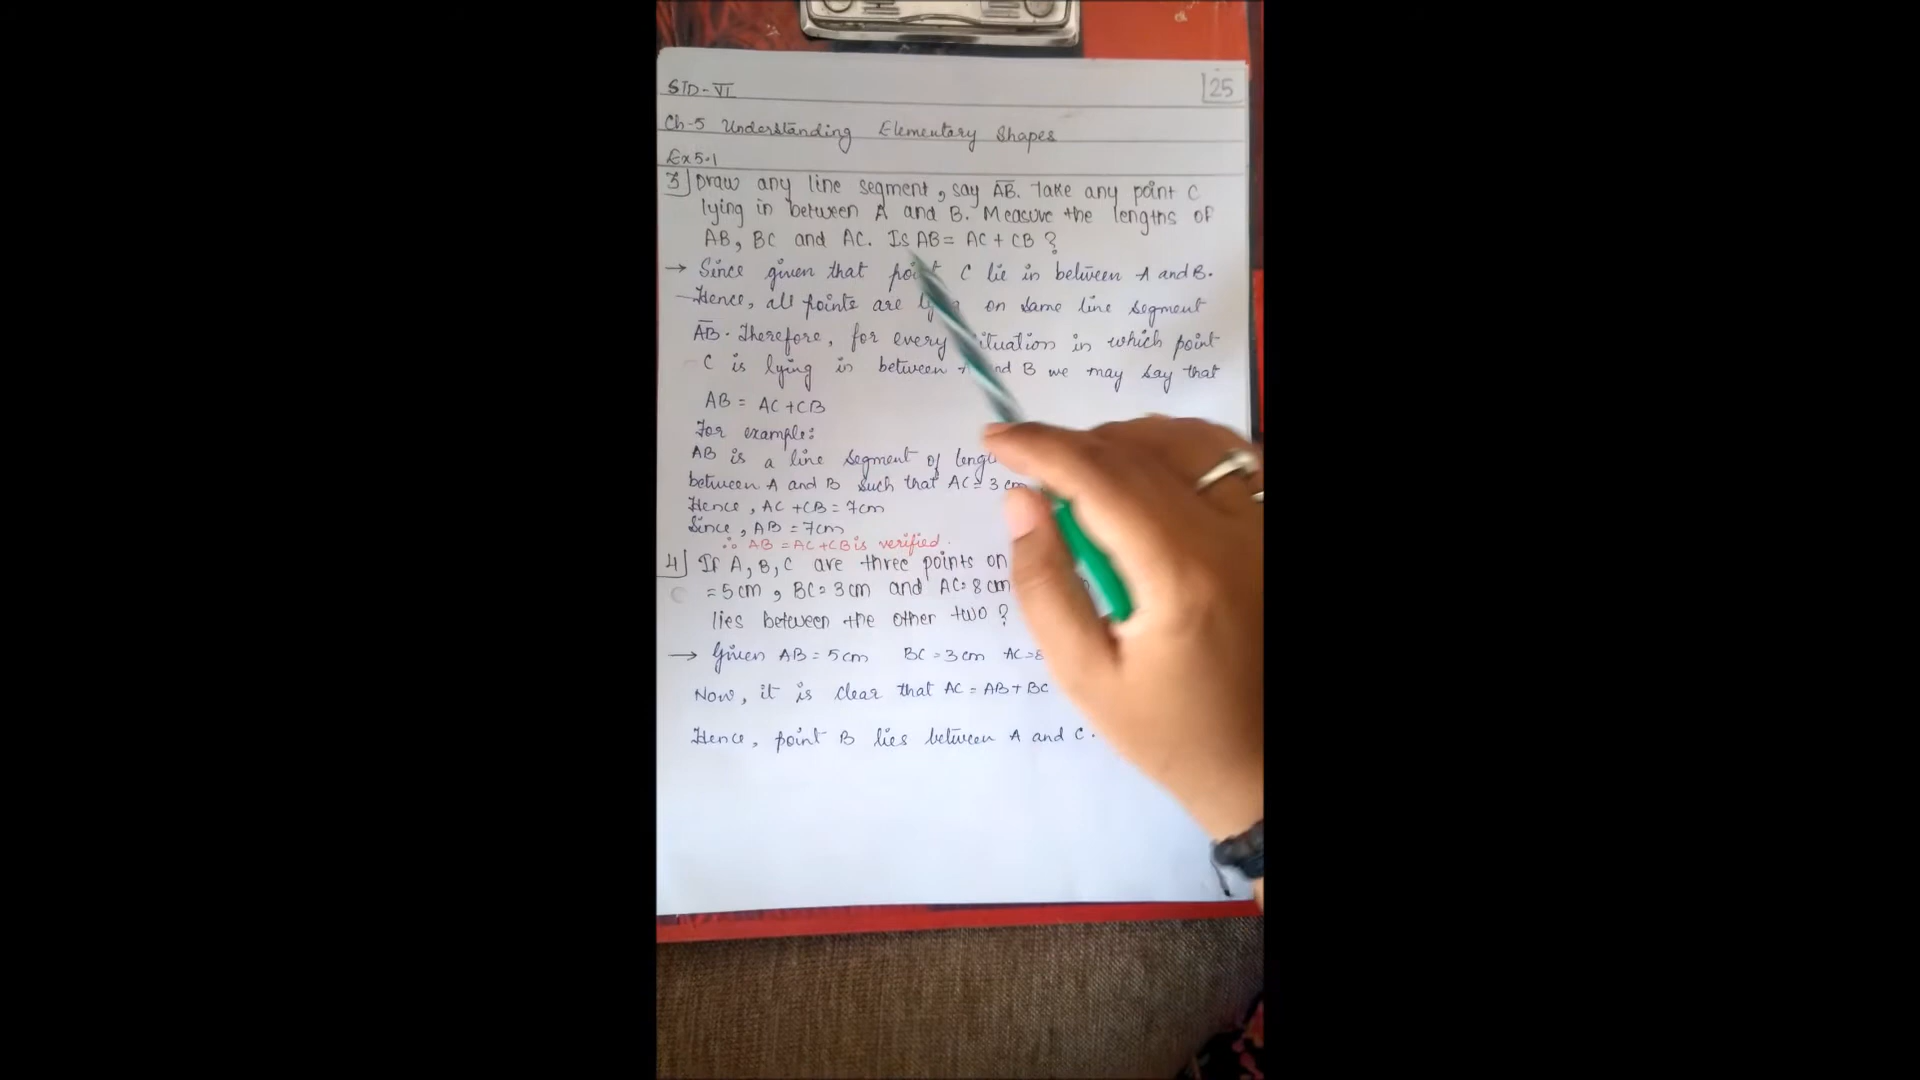 STD-VI
25
Ch-5 Understanding Elementary Shapes
Ex 5.1
3] Draw any line segment, say A̅B̅. Take any point C
lying in between A and B. Measure the lengths of
AB, BC and AC. Is AB = AC + CB ?
→ Since given that point C lie in between A and B.
Hence, all points are on same line segment
A̅B̅. Therefore, for every in which point
C is lying in between B we may say that
AB = AC + CB
For example:
AB is a line segment of
between A and B such that AC = 3 cm
Hence, AC + CB = 7cm
Since, AB = 7cm
∴ AB = AC + CB is verified.
4] If A, B, C are three points on
= 5 cm, BC = 3 cm and AC = 8 cm
lies between the other two ?
→ Given AB = 5 cm BC = 3 cm AC = 8
Now, it is clear that AC = AB + BC
Hence, point B lies between A and C.